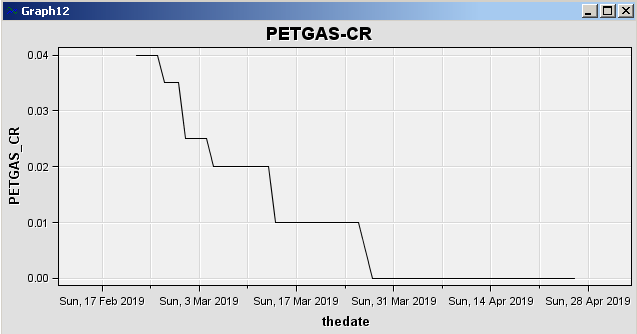 Graph12
PETGAS-CR
PETGAS_CR
0.04
0.03
0.02
0.01
0.00
Sun, 17 Feb 2019 Sun, 3 Mar 2019 Sun, 17 Mar 2019 Sun, 31 Mar 2019 Sun, 14 Apr 2019 Sun, 28 Apr 2019
thedate